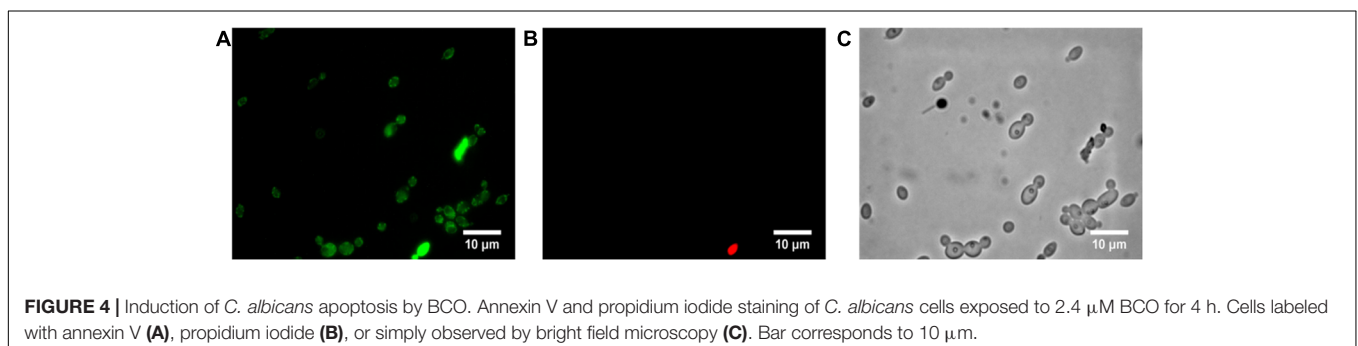 A B C
10 μm 10 μm 10 μm
FIGURE 4 | Induction of C. albicans apoptosis by BCO. Annexin V and propidium iodide staining of C. albicans cells exposed to 2.4 μM BCO for 4 h. Cells labeled
with annexin V (A), propidium iodide (B), or simply observed by bright field microscopy (C). Bar corresponds to 10 μm.